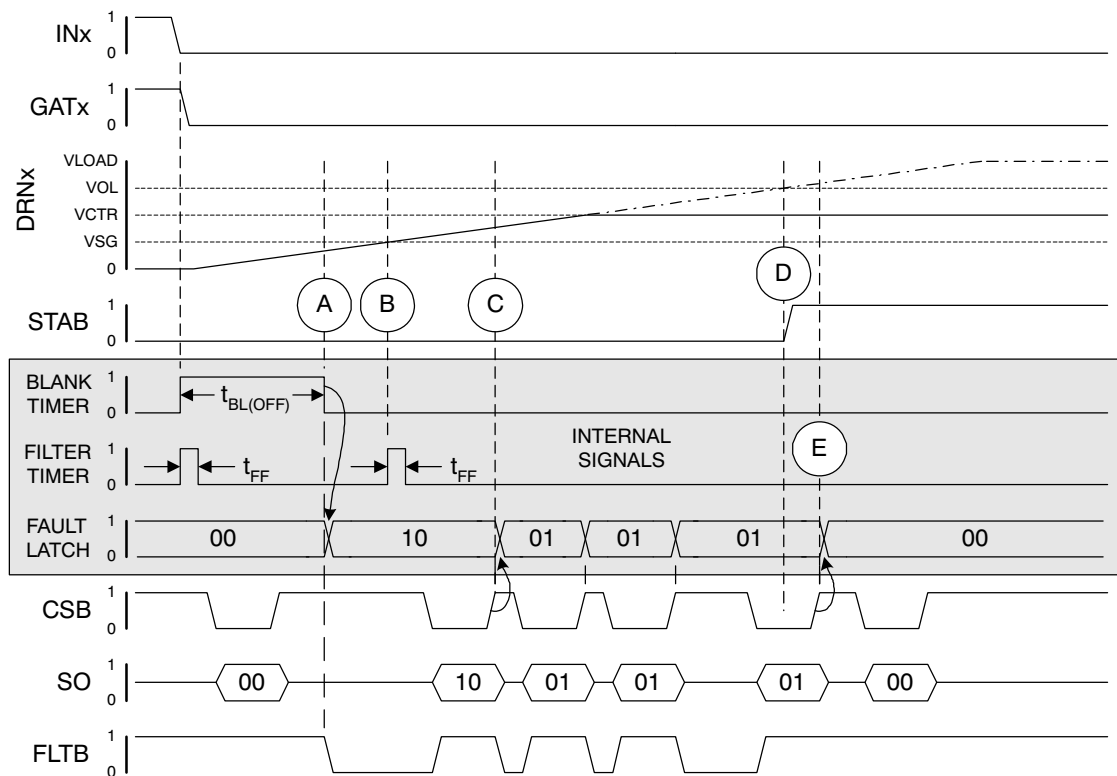 INx 1 0
GATx 1 0
DRNx VLOAD VOL VCTR VSG 0
A B C D
STAB 1 0
BLANK TIMER 1 0 tBL(OFF)
FILTER TIMER 1 0 tFF tFF
INTERNAL SIGNALS
E
FAULT LATCH 1 0 00 10 01 01 01 00
CSB 1 0
SO 1 0 00 10 01 01 01 00
FLTB 1 0